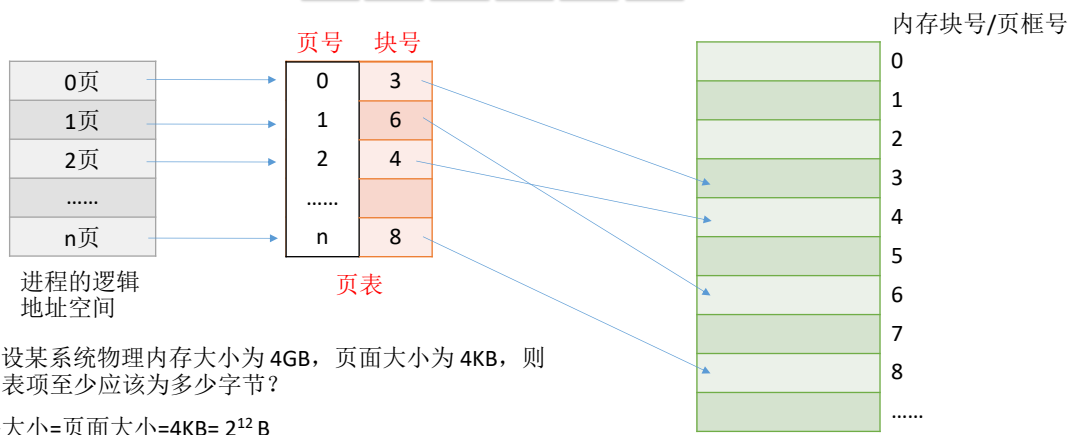 内存块号/页框号
页号 块号
0页 0 3 0
1页 1 6 1
2页 2 4 2
…… …… 3
n页 n 8 4
5
6
7
8
……
进程的逻辑
地址空间
页表
设某系统物理内存大小为 4GB，页面大小为 4KB，则
表项至少应该为多少字节？
大小=页面大小=4KB= 2¹² B